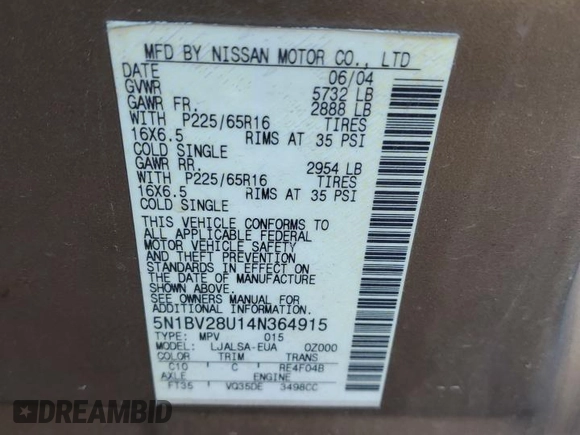 MFD BY NISSAN MOTOR CO., LTD
DATE 06/04
GVWR 5732 LB
GAWR FR. 2888 LB
WITH P225/65R16 TIRES
16X6.5 RIMS AT 35 PSI
COLD SINGLE
GAWR RR. 2954 LB
WITH P225/65R16 TIRES
16X6.5 RIMS AT 35 PSI
COLD SINGLE
THIS VEHICLE CONFORMS TO
ALL APPLICABLE FEDERAL
MOTOR VEHICLE SAFETY
AND THEFT PREVENTION
STANDARDS IN EFFECT ON
THE DATE OF MANUFACTURE
SHOWN ABOVE.
SEE OWNERS MANUAL FOR
ADDITIONAL INFORMATION
5N1BV28U14N364915
TYPE: MPV 015
MODEL: LJALSA-EUA 0Z000
COLOR TRIM TRANS
C10 C RE4F04B
AXLE ENGINE
FT35 VQ35DE 3498CC
DREAMBID